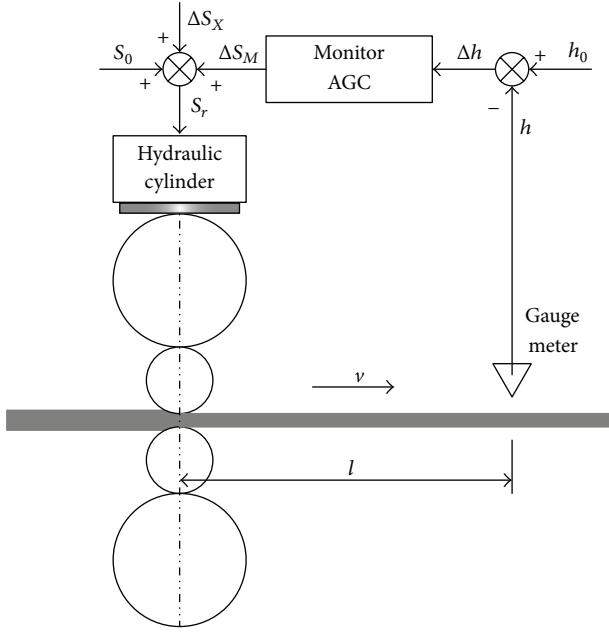 ΔS_X
+
S_0
+
ΔS_M
+
S_r
Monitor
AGC
Δh
+
h_0
−
h
Hydraulic
cylinder
Gauge
meter
v
l